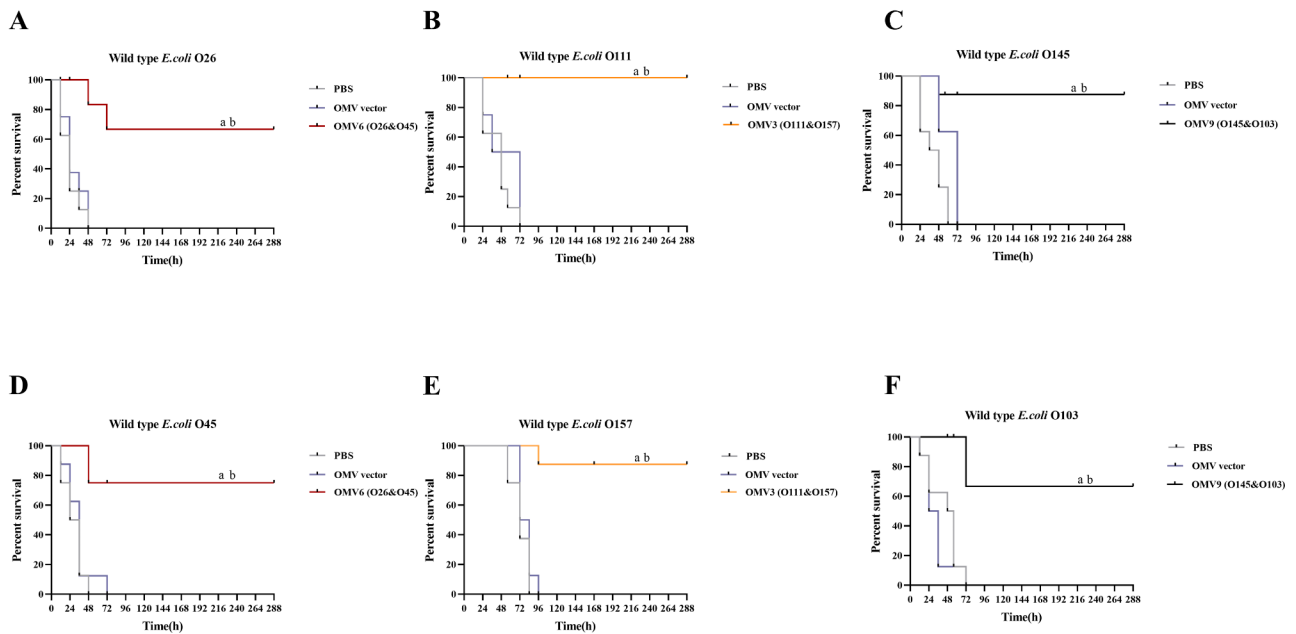 A
Wild type E.coli O26
Percent survival
100
80
60
40
20
0
0 24 48 72 96 120 144 168 192 216 240 264 288
Time(h)
a b
PBS
OMV vector
OMV6 (O26&O45)
B
Wild type E.coli O111
Percent survival
100
80
60
40
20
0
0 24 48 72 96 120 144 168 192 216 240 264 288
Time(h)
a b
PBS
OMV vector
OMV3 (O111&O157)
C
Wild type E.coli O145
Percent survival
100
80
60
40
20
0
0 24 48 72 96 120 144 168 192 216 240 264 288
Time(h)
a b
PBS
OMV vector
OMV9 (O145&O103)
D
Wild type E.coli O45
Percent survival
100
80
60
40
20
0
0 24 48 72 96 120 144 168 192 216 240 264 288
Time(h)
a b
PBS
OMV vector
OMV6 (O26&O45)
E
Wild type E.coli O157
Percent survival
100
80
60
40
20
0
0 24 48 72 96 120 144 168 192 216 240 264 288
Time(h)
a b
PBS
OMV vector
OMV3 (O111&O157)
F
Wild type E.coli O103
Percent survival
100
80
60
40
20
0
0 24 48 72 96 120 144 168 192 216 240 264 288
Time(h)
a b
PBS
OMV vector
OMV9 (O145&O103)